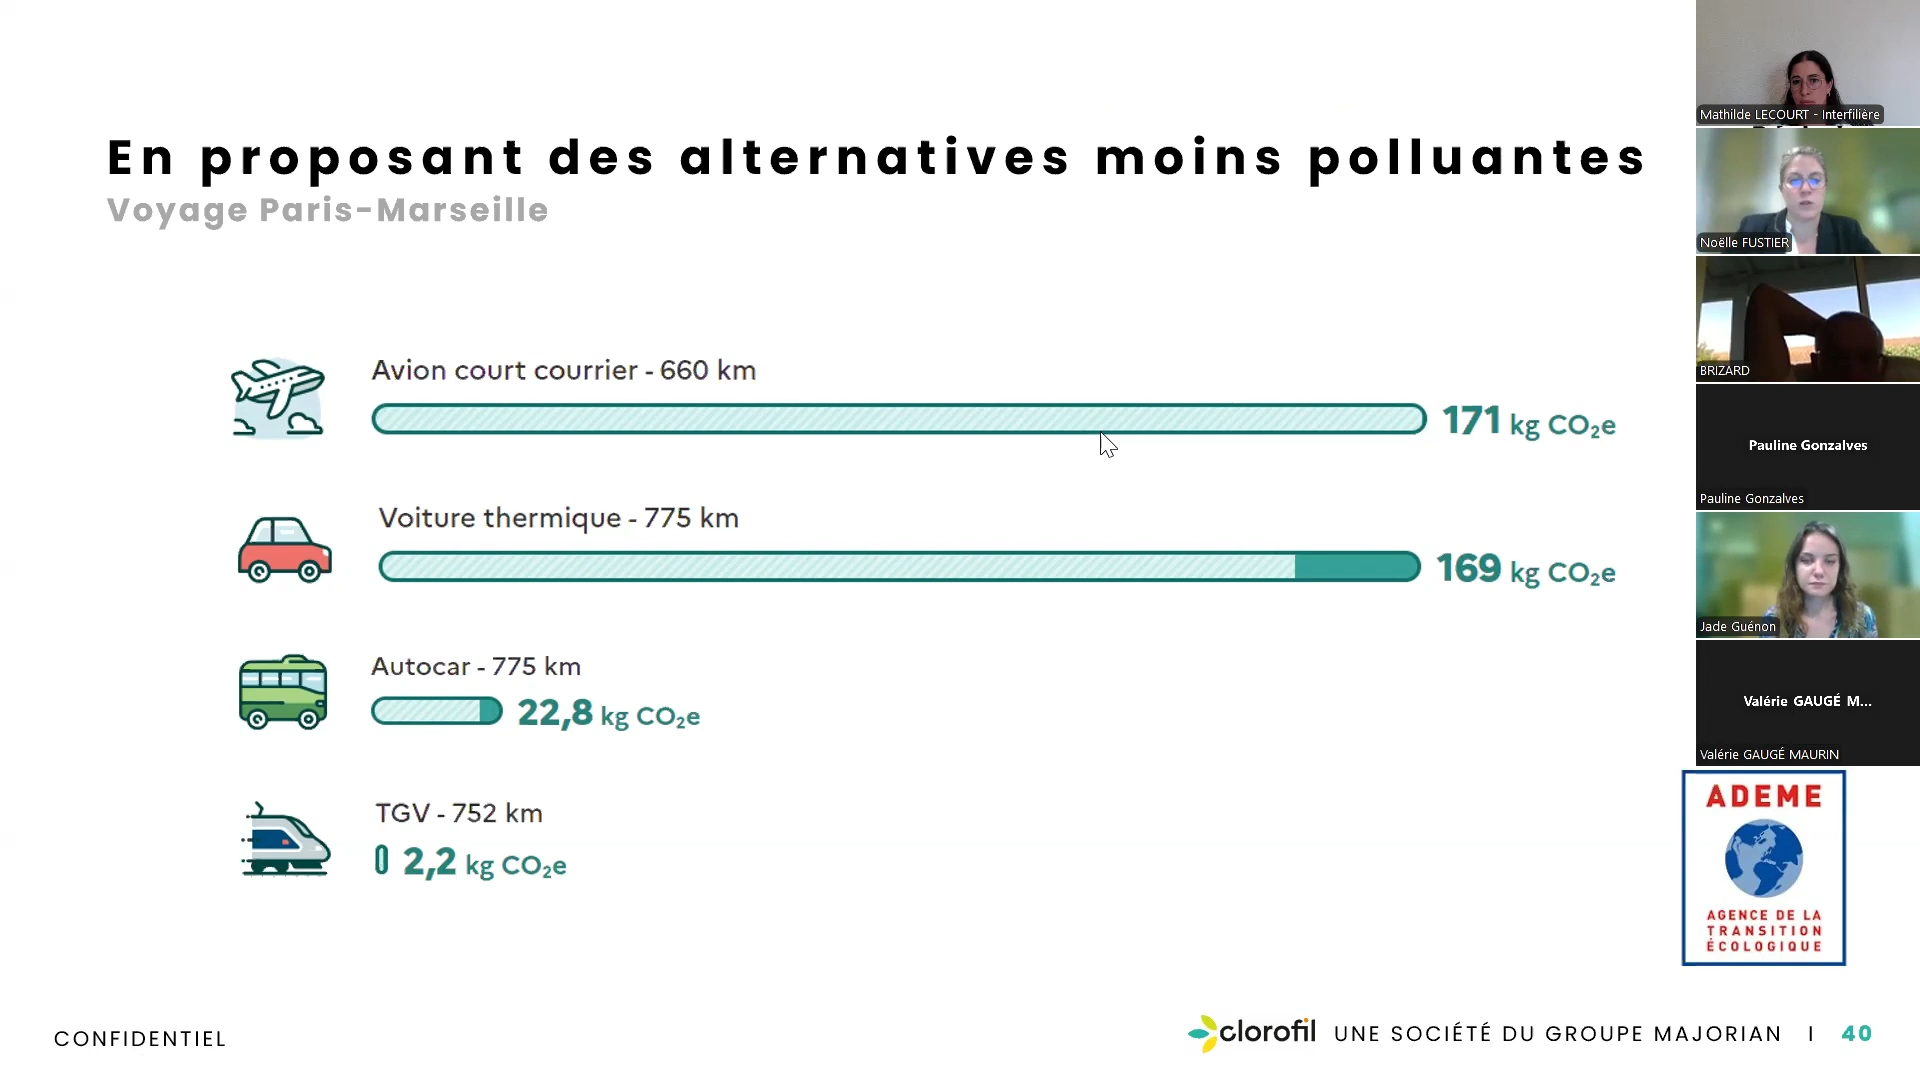 En proposant des alternatives moins polluantes
Voyage Paris-Marseille
Avion court courrier - 660 km
171 kg CO₂e
Voiture thermique - 775 km
169 kg CO₂e
Autocar - 775 km
22,8 kg CO₂e
TGV - 752 km
2,2 kg CO₂e
Mathilde LECOURT - Interfilière
Noëlle FUSTIER
BRIZARD
Pauline Gonzalves
Pauline Gonzalves
Jade Guénon
Valérie GAUGÉ M...
Valérie GAUGÉ MAURIN
ADEME
AGENCE DE LA
TRANSITION
ÉCOLOGIQUE
CONFIDENTIEL
clorofil UNE SOCIÉTÉ DU GROUPE MAJORIAN I 40